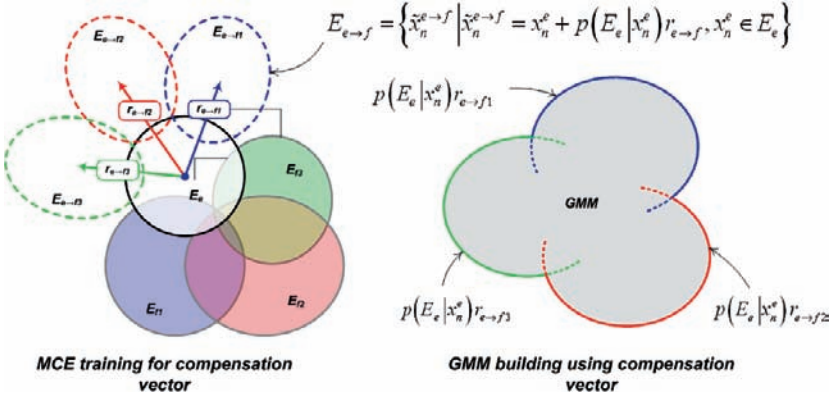 E_{e→f2}
E_{e→f1}
E_{e→f} = { x̃_n^{e→f} | x̃_n^{e→f} = x_n^e + p(E_e|x_n^e) r_{e→f}, x_n^e ∈ E_e }
p(E_e|x_n^e) r_{e→f1}
r_{e→f2}
r_{e→f1}
r_{e→f3}
E_{e→f3}
E_e
E_{f3}
GMM
E_{f1}
E_{f2}
p(E_e|x_n^e) r_{e→f3}
p(E_e|x_n^e) r_{e→f2}
MCE training for compensation
vector
GMM building using compensation
vector